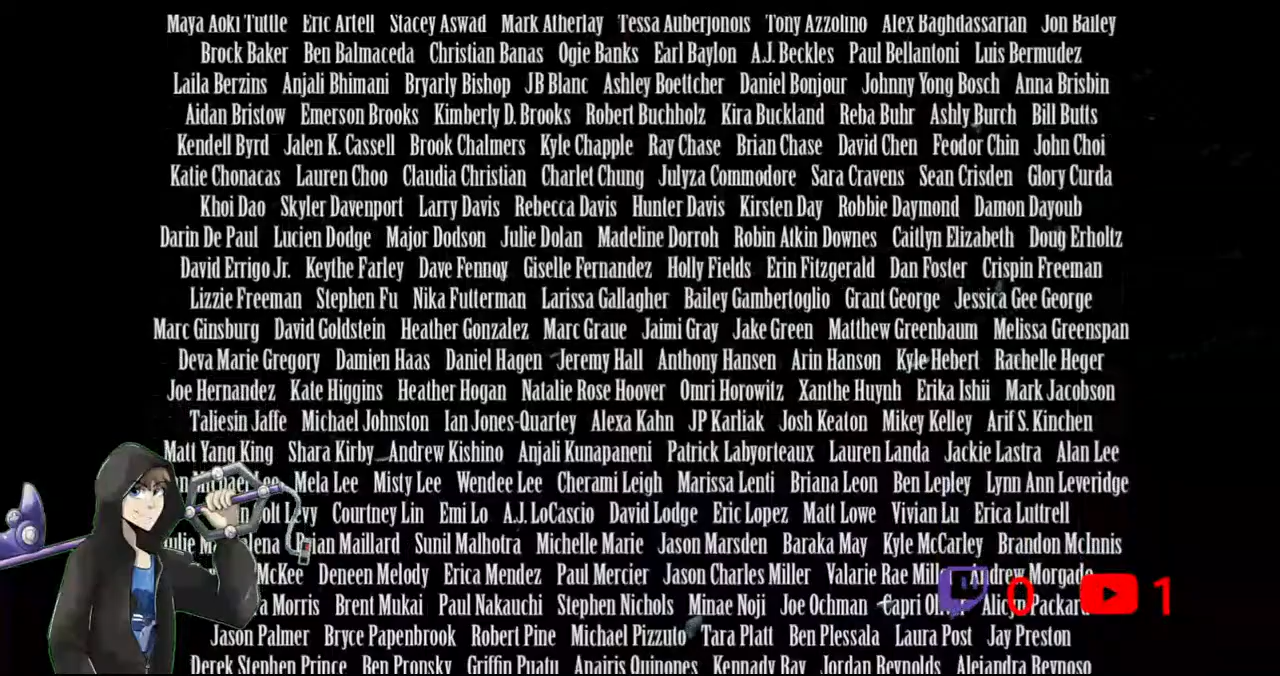 Maya Aoki Tuttle Eric Artell Stacey Aswad Mark Atherlay Tessa Auberjonois Tony Azzolino Alex Baghdassarian Jon Bailey
Brock Baker Ben Balmaceda Christian Banas Ogie Banks Earl Baylon A.J. Beckles Paul Bellantoni Luis Bermudez
Laila Berzins Anjali Bhimani Bryarly Bishop JB Blanc Ashley Boettcher Daniel Bonjour Johnny Yong Bosch Anna Brisbin
Aidan Bristow Emerson Brooks Kimberly D. Brooks Robert Buchholz Kira Buckland Reba Buhr Ashly Burch Bill Butts
Kendell Byrd Jalen K. Cassell Brook Chalmers Kyle Chapple Ray Chase Brian Chase David Chen Feodor Chin John Choi
Katie Chonacas Lauren Choo Claudia Christian Charlet Chung Julyza Commodore Sara Cravens Sean Crisden Glory Curda
Khoi Dao Skyler Davenport Larry Davis Rebecca Davis Hunter Davis Kirsten Day Robbie Daymond Damon Dayoub
Darin De Paul Lucien Dodge Major Dodson Julie Dolan Madeline Dorroh Robin Atkin Downes Caitlyn Elizabeth Doug Erholtz
David Errigo Jr. Keythe Farley Dave Fennoy Giselle Fernandez Holly Fields Erin Fitzgerald Dan Foster Crispin Freeman
Lizzie Freeman Stephen Fu Nika Futterman Larissa Gallagher Bailey Gambertoglio Grant George Jessica Gee George
Marc Ginsburg David Goldstein Heather Gonzalez Marc Graue Jaimi Gray Jake Green Matthew Greenbaum Melissa Greenspan
Deva Marie Gregory Damien Haas Daniel Hagen Jeremy Hall Anthony Hansen Arin Hanson Kyle Hebert Rachelle Heger
Joe Hernandez Kate Higgins Heather Hogan Natalie Rose Hoover Omri Horowitz Xanthe Huynh Erika Ishii Mark Jacobson
Taliesin Jaffe Michael Johnston Ian Jones-Quartey Alexa Kahn JP Karliak Josh Keaton Mikey Kelley Arif S. Kinchen
Matt Yang King Shara Kirby Andrew Kishino Anjali Kunapaneni Patrick Labyorteaux Lauren Landa Jackie Lastra Alan Lee
Lee Mela Lee Misty Lee Wendee Lee Cherami Leigh Marissa Lenti Briana Leon Ben Lepley Lynn Ann Leveridge
Levy Courtney Lin Emi Lo A.J. LoCascio David Lodge Eric Lopez Matt Lowe Vivian Lu Erica Luttrell
Maillard Sunil Malhotra Michelle Marie Jason Marsden Baraka May Kyle McCarley Brandon McInnis
McKee Deneen Melody Erica Mendez Paul Mercier Jason Charles Miller Valarie Rae Andrew Morgado
Morris Brent Mukai Paul Nakauchi Stephen Nichols Minae Noji Joe Ochman Capri
0 1
Jason Palmer Bryce Papenbrook Robert Pine Michael Pizzuto Tara Platt Ben Plessala Laura Post Jay Preston
Derek Stephen Prince Ben Pronsky Griffin Puatu Anairis Quinones Kennady Ray Jordan Reynolds Alejandra Reynoso